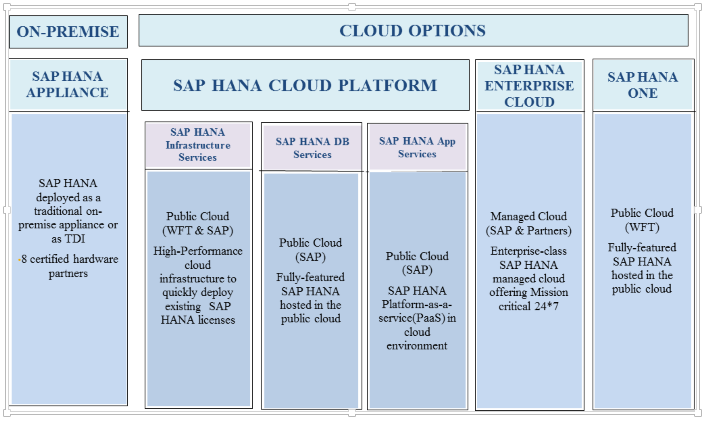 ON-PREMISE
CLOUD OPTIONS
SAP HANA
APPLIANCE
SAP HANA
deployed as a
traditional on-
premise appliance or
as TDI
-8 certified hardware
partners
SAP HANA CLOUD PLATFORM
SAP HANA
Infrastructure
Services
Public Cloud
(WFT & SAP)
High-Performance
cloud
infrastructure to
quickly deploy
existing SAP
HANA licenses
SAP HANA DB
Services
Public Cloud
(SAP)
Fully-featured
SAP HANA
hosted in the
public cloud
SAP HANA App
Services
Public Cloud
(SAP)
SAP HANA
Platform-as-a-
service(PaaS) in
cloud
environment
SAP HANA
ENTERPRISE
CLOUD
Managed Cloud
(SAP & Partners)
Enterprise-class
SAP HANA
managed cloud
offering Mission
critical 24*7
SAP HANA
ONE
Public Cloud
(WFT)
Fully-featured
SAP HANA
hosted in the
public cloud